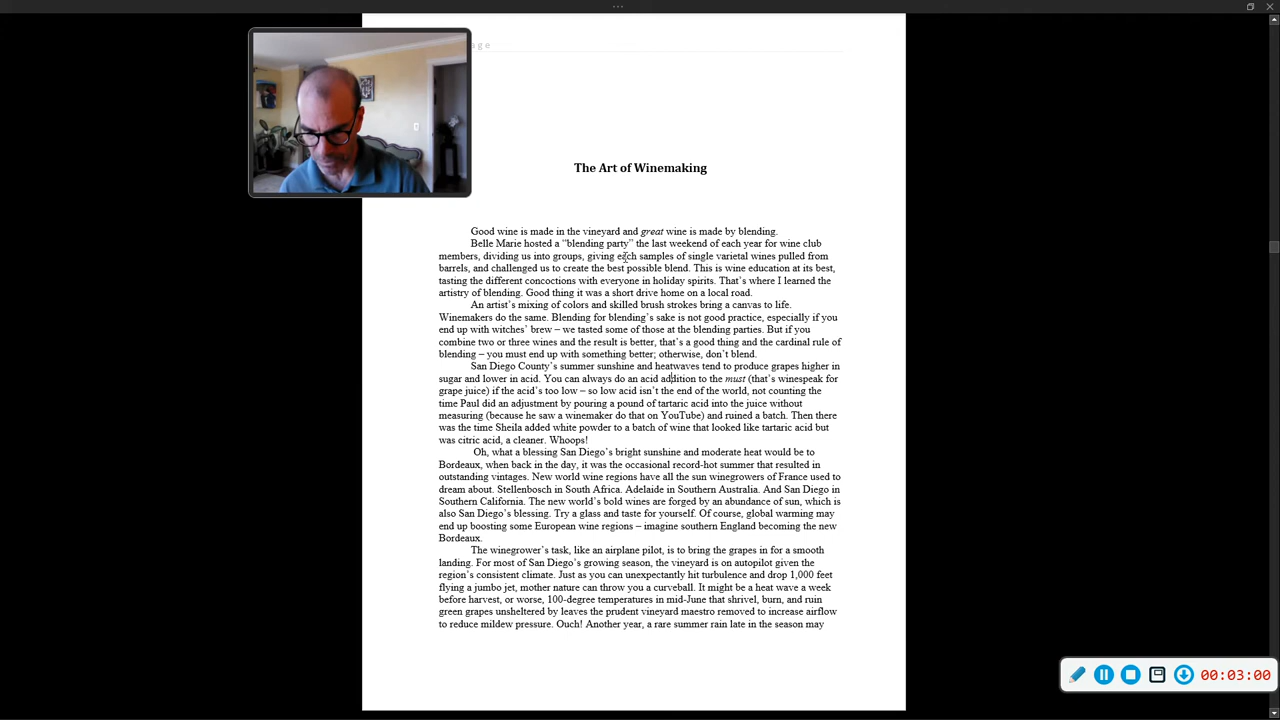 age
The Art of Winemaking
Good wine is made in the vineyard and great wine is made by blending.
Belle Marie hosted a “blending party” the last weekend of each year for wine club
members, dividing us into groups, giving each samples of single varietal wines pulled from
barrels, and challenged us to create the best possible blend. This is wine education at its best,
tasting the different concoctions with everyone in holiday spirits. That’s where I learned the
artistry of blending. Good thing it was a short drive home on a local road.
An artist’s mixing of colors and skilled brush strokes bring a canvas to life.
Winemakers do the same. Blending for blending’s sake is not good practice, especially if you
end up with witches’ brew – we tasted some of those at the blending parties. But if you
combine two or three wines and the result is better, that’s a good thing and the cardinal rule of
blending – you must end up with something better; otherwise, don’t blend.
San Diego County’s summer sunshine and heatwaves tend to produce grapes higher in
sugar and lower in acid. You can always do an acid addition to the must (that’s winespeak for
grape juice) if the acid’s too low – so low acid isn’t the end of the world, not counting the
time Paul did an adjustment by pouring a pound of tartaric acid into the juice without
measuring (because he saw a winemaker do that on YouTube) and ruined a batch. Then there
was the time Sheila added white powder to a batch of wine that looked like tartaric acid but
was citric acid, a cleaner. Whoops!
Oh, what a blessing San Diego’s bright sunshine and moderate heat would be to
Bordeaux, when back in the day, it was the occasional record-hot summer that resulted in
outstanding vintages. New world wine regions have all the sun winegrowers of France used to
dream about. Stellenbosch in South Africa. Adelaide in Southern Australia. And San Diego in
Southern California. The new world’s bold wines are forged by an abundance of sun, which is
also San Diego’s blessing. Try a glass and taste for yourself. Of course, global warming may
end up boosting some European wine regions – imagine southern England becoming the new
Bordeaux.
The winegrower’s task, like an airplane pilot, is to bring the grapes in for a smooth
landing. For most of San Diego’s growing season, the vineyard is on autopilot given the
region’s consistent climate. Just as you can unexpectantly hit turbulence and drop 1,000 feet
flying a jumbo jet, mother nature can throw you a curveball. It might be a heat wave a week
before harvest, or worse, 100-degree temperatures in mid-June that shrivel, burn, and ruin
green grapes unsheltered by leaves the prudent vineyard maestro removed to increase airflow
to reduce mildew pressure. Ouch! Another year, a rare summer rain late in the season may
00:03:00